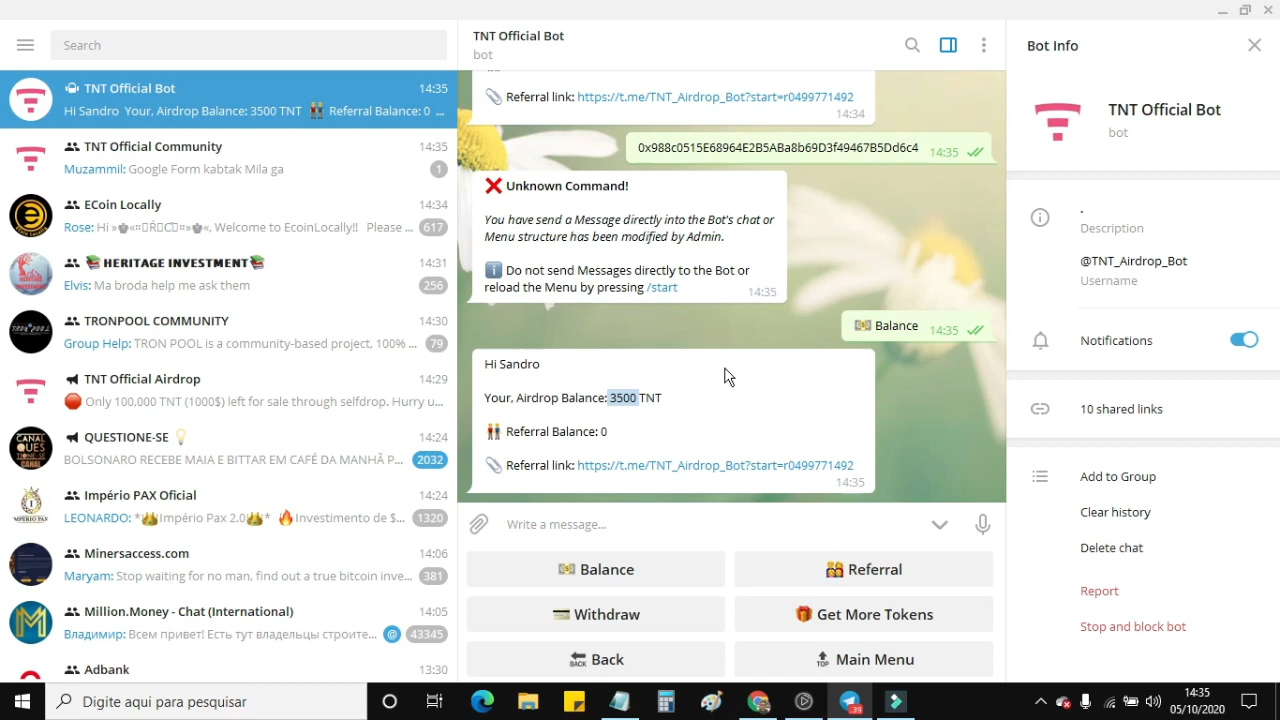 Search
TNT Official Bot
14:35
Hi Sandro Your, Airdrop Balance: 3500 TNT 👬 Referral Balance: 0 ...
TNT Official Community
14:35
Muzammil: Google Form kabtak Mila ga
1
ECoin Locally
14:34
Welcome to EcoinLocally!! Please ...
617
📚 HERITAGE INVESTMENT📚
14:31
Elvis: Ma broda help me ask them
256
TRONPOOL COMMUNITY
14:30
Group Help: TRON POOL is a community-based project, 100% ...
79
TNT Official Airdrop
14:29
🛑 Only 100,000 TNT (1000$) left for sale through selfdrop. Hurry u...
QUESTIONE-SE 💡
14:24
BOLSONARO RECEBE MAIA E BITTAR EM CAFÉ DA MANHÃ P...
2032
Império PAX Oficial
14:24
LEONARDO: *👑Império Pax 2.0👑* 🔥Investimento de $...
1320
Minersaccess.com
14:06
Maryam: Stop waiting for no man, find out a true bitcoin inve...
381
Million.Money - Chat (International)
14:05
Владимир: Всем привет! Есть тут владельцы строите...
@ 43345
Adbank
13:30
CANAL
QUES
TIONE-SE
CANAL
TNT Official Bot
bot
📎 Referral link: https://t.me/TNT_Airdrop_Bot?start=r0499771492
14:34
0x988c0515E68964E2B5ABa8b69D3f49467B5Dd6c4 14:35
❌ Unknown Command!
You have send a Message directly into the Bot's chat or
Menu structure has been modified by Admin.
ℹ️ Do not send Messages directly to the Bot or
reload the Menu by pressing /start
14:35
💵 Balance 14:35
Hi Sandro
Your, Airdrop Balance: 3500 TNT
👬 Referral Balance: 0
📎 Referral link: https://t.me/TNT_Airdrop_Bot?start=r0499771492
14:35
Write a message...
💵 Balance
👭 Referral
💳 Withdraw
🎁 Get More Tokens
🔙 Back
🔝 Main Menu
Bot Info
TNT Official Bot
bot
.
Description
@TNT_Airdrop_Bot
Username
Notifications
10 shared links
Add to Group
Clear history
Delete chat
Report
Stop and block bot
Digite aqui para pesquisar
39
14:35
05/10/2020